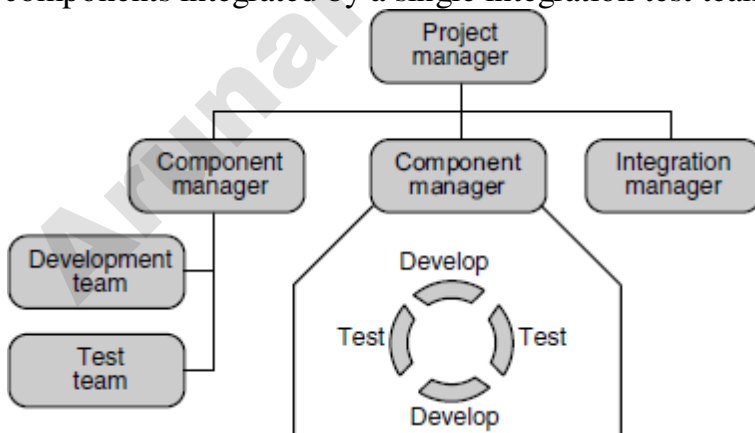 components integrated by a single integration test team
Project
manager
Component
manager
Component
manager
Integration
manager
Development
team
Test
team
Develop
Test
Test
Develop